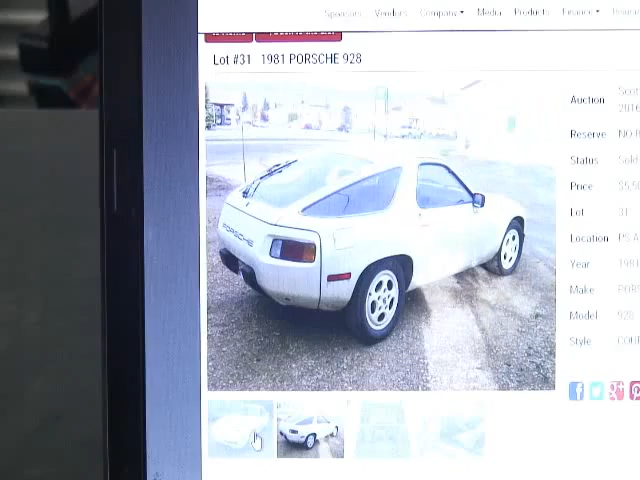 Sponsors Vendors Company Media Products Finance
Lot #31 1981 PORSCHE 928
Auction
2016
Reserve
Status Sold
Price
Lot 31
Location
Year 1981
Make
Model 928
Style
PORSCHE